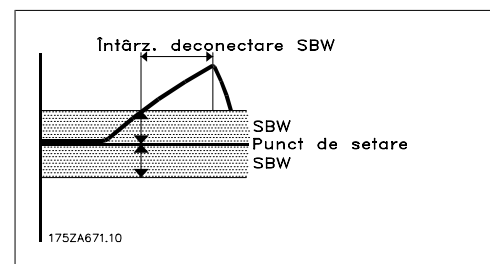 Întârz. deconectare SBW
SBW
Punct de setare
SBW
175ZA671.10